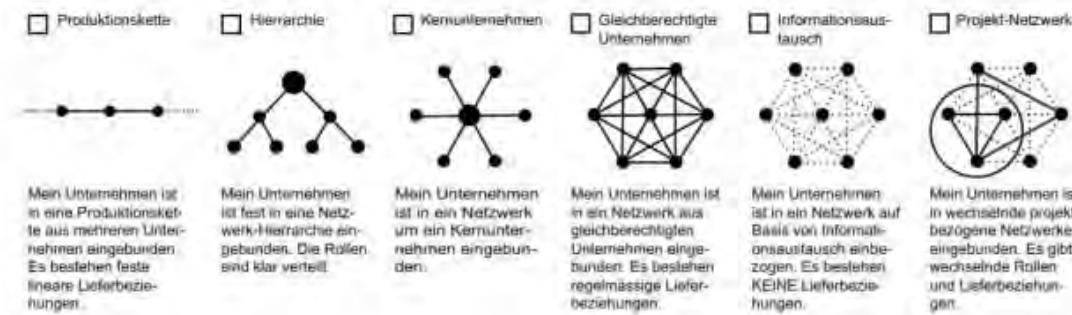 Produktionskette
Hierarchie
Kernunternehmen
Gleichberechtigte
Unternehmen
Informationsaus-
tausch
Projekt-Netzwerk
Mein Unternehmen ist
in eine Produktionsket-
te aus mehreren Unter-
nehmen eingebunden.
Es bestehen feste
lineare Lieferbezie-
hungen.
Mein Unternehmen
ist fest in eine Netz-
werk-Hierarchie ein-
gebunden. Die Rollen
sind klar verteilt.
Mein Unternehmen
ist in ein Netzwerk
um ein Kernunter-
nehmen eingebun-
den.
Mein Unternehmen ist
in ein Netzwerk aus
gleichberechtigten
Unternehmen einge-
bunden. Es bestehen
regelmässige Liefer-
beziehungen.
Mein Unternehmen
ist in ein Netzwerk auf
Basis von Informati-
onsaustausch einbe-
zogen. Es bestehen
KEINE Lieferbezie-
hungen.
Mein Unternehmen is
in wechselnde projekt
bezogene Netzwerke
eingebunden. Es gibt
wechselnde Rollen
und Lieferbeziehun-
gen.